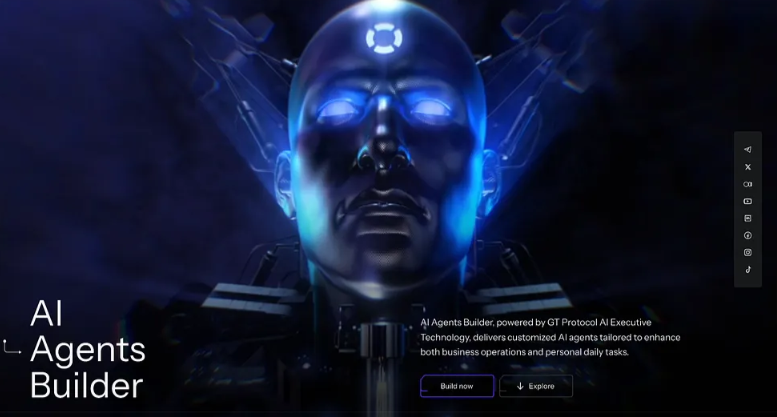 AI
Agents
Builder
AI Agents Builder, powered by GT Protocol AI Executive
Technology, delivers customized AI agents tailored to enhance
both business operations and personal daily tasks.
Build now
Explore